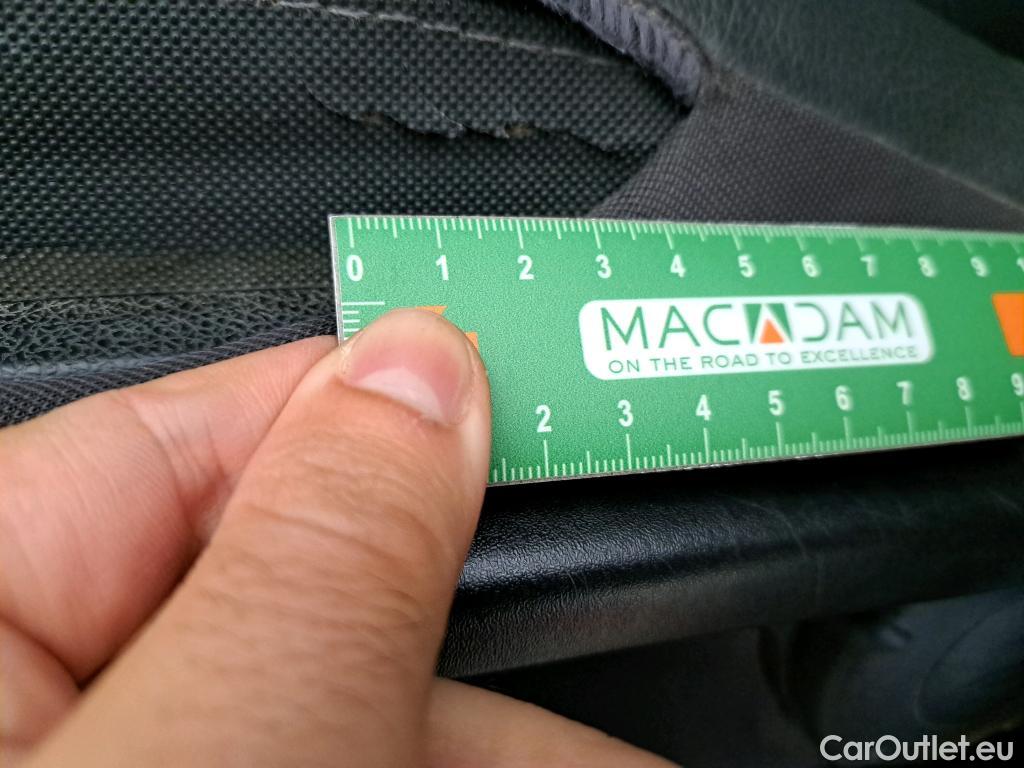 0 1 2 3 4 5 6 7 8 9
MACADAM
ON THE ROAD TO EXCELLENCE
2 3 4 5 6 7 8 9
CarOutlet.eu